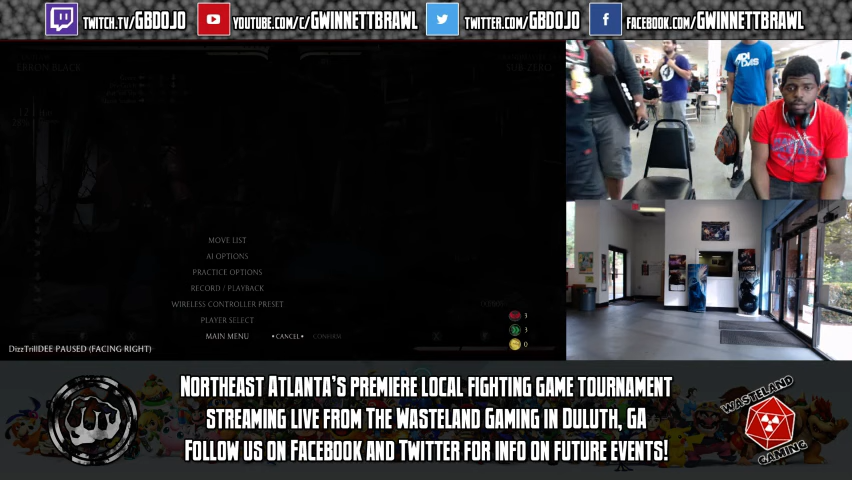 TWITCH.TV/GBDOJO
YOUTUBE.COM/C/GWINNETTBRAWL
TWITTER.COM/GBDOJO
FACEBOOK.COM/GWINNETTBRAWL
ERRON BLACK
SUB-ZERO
MOVE LIST
AI OPTIONS
PRACTICE OPTIONS
RECORD / PLAYBACK
WIRELESS CONTROLLER PRESET
PLAYER SELECT
MAIN MENU
CANCEL
CONFIRM
3
3
0
DizzTrillDEE PAUSED (FACING RIGHT)
NORTHEAST ATLANTA'S PREMIERE LOCAL FIGHTING GAME TOURNAMENT
STREAMING LIVE FROM THE WASTELAND GAMING IN DULUTH, GA
FOLLOW US ON FACEBOOK AND TWITTER FOR INFO ON FUTURE EVENTS!
WASTELAND
GAMING